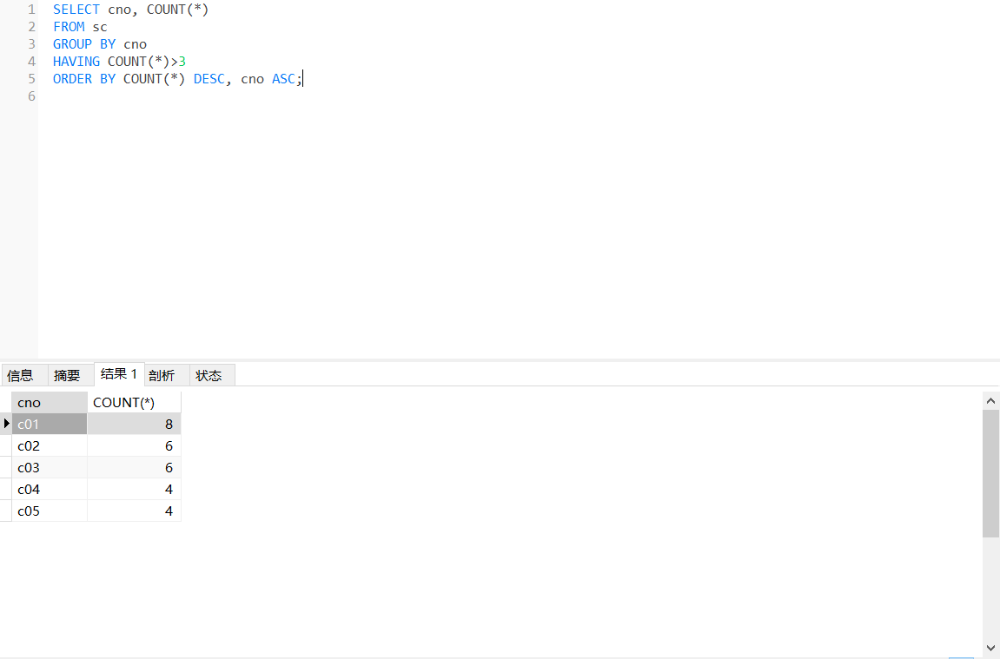 1 SELECT cno, COUNT(*)
2 FROM sc
3 GROUP BY cno
4 HAVING COUNT(*)>3
5 ORDER BY COUNT(*) DESC, cno ASC;
6
信息 摘要 结果 1 剖析 状态
cno COUNT(*)
c01 8
c02 6
c03 6
c04 4
c05 4